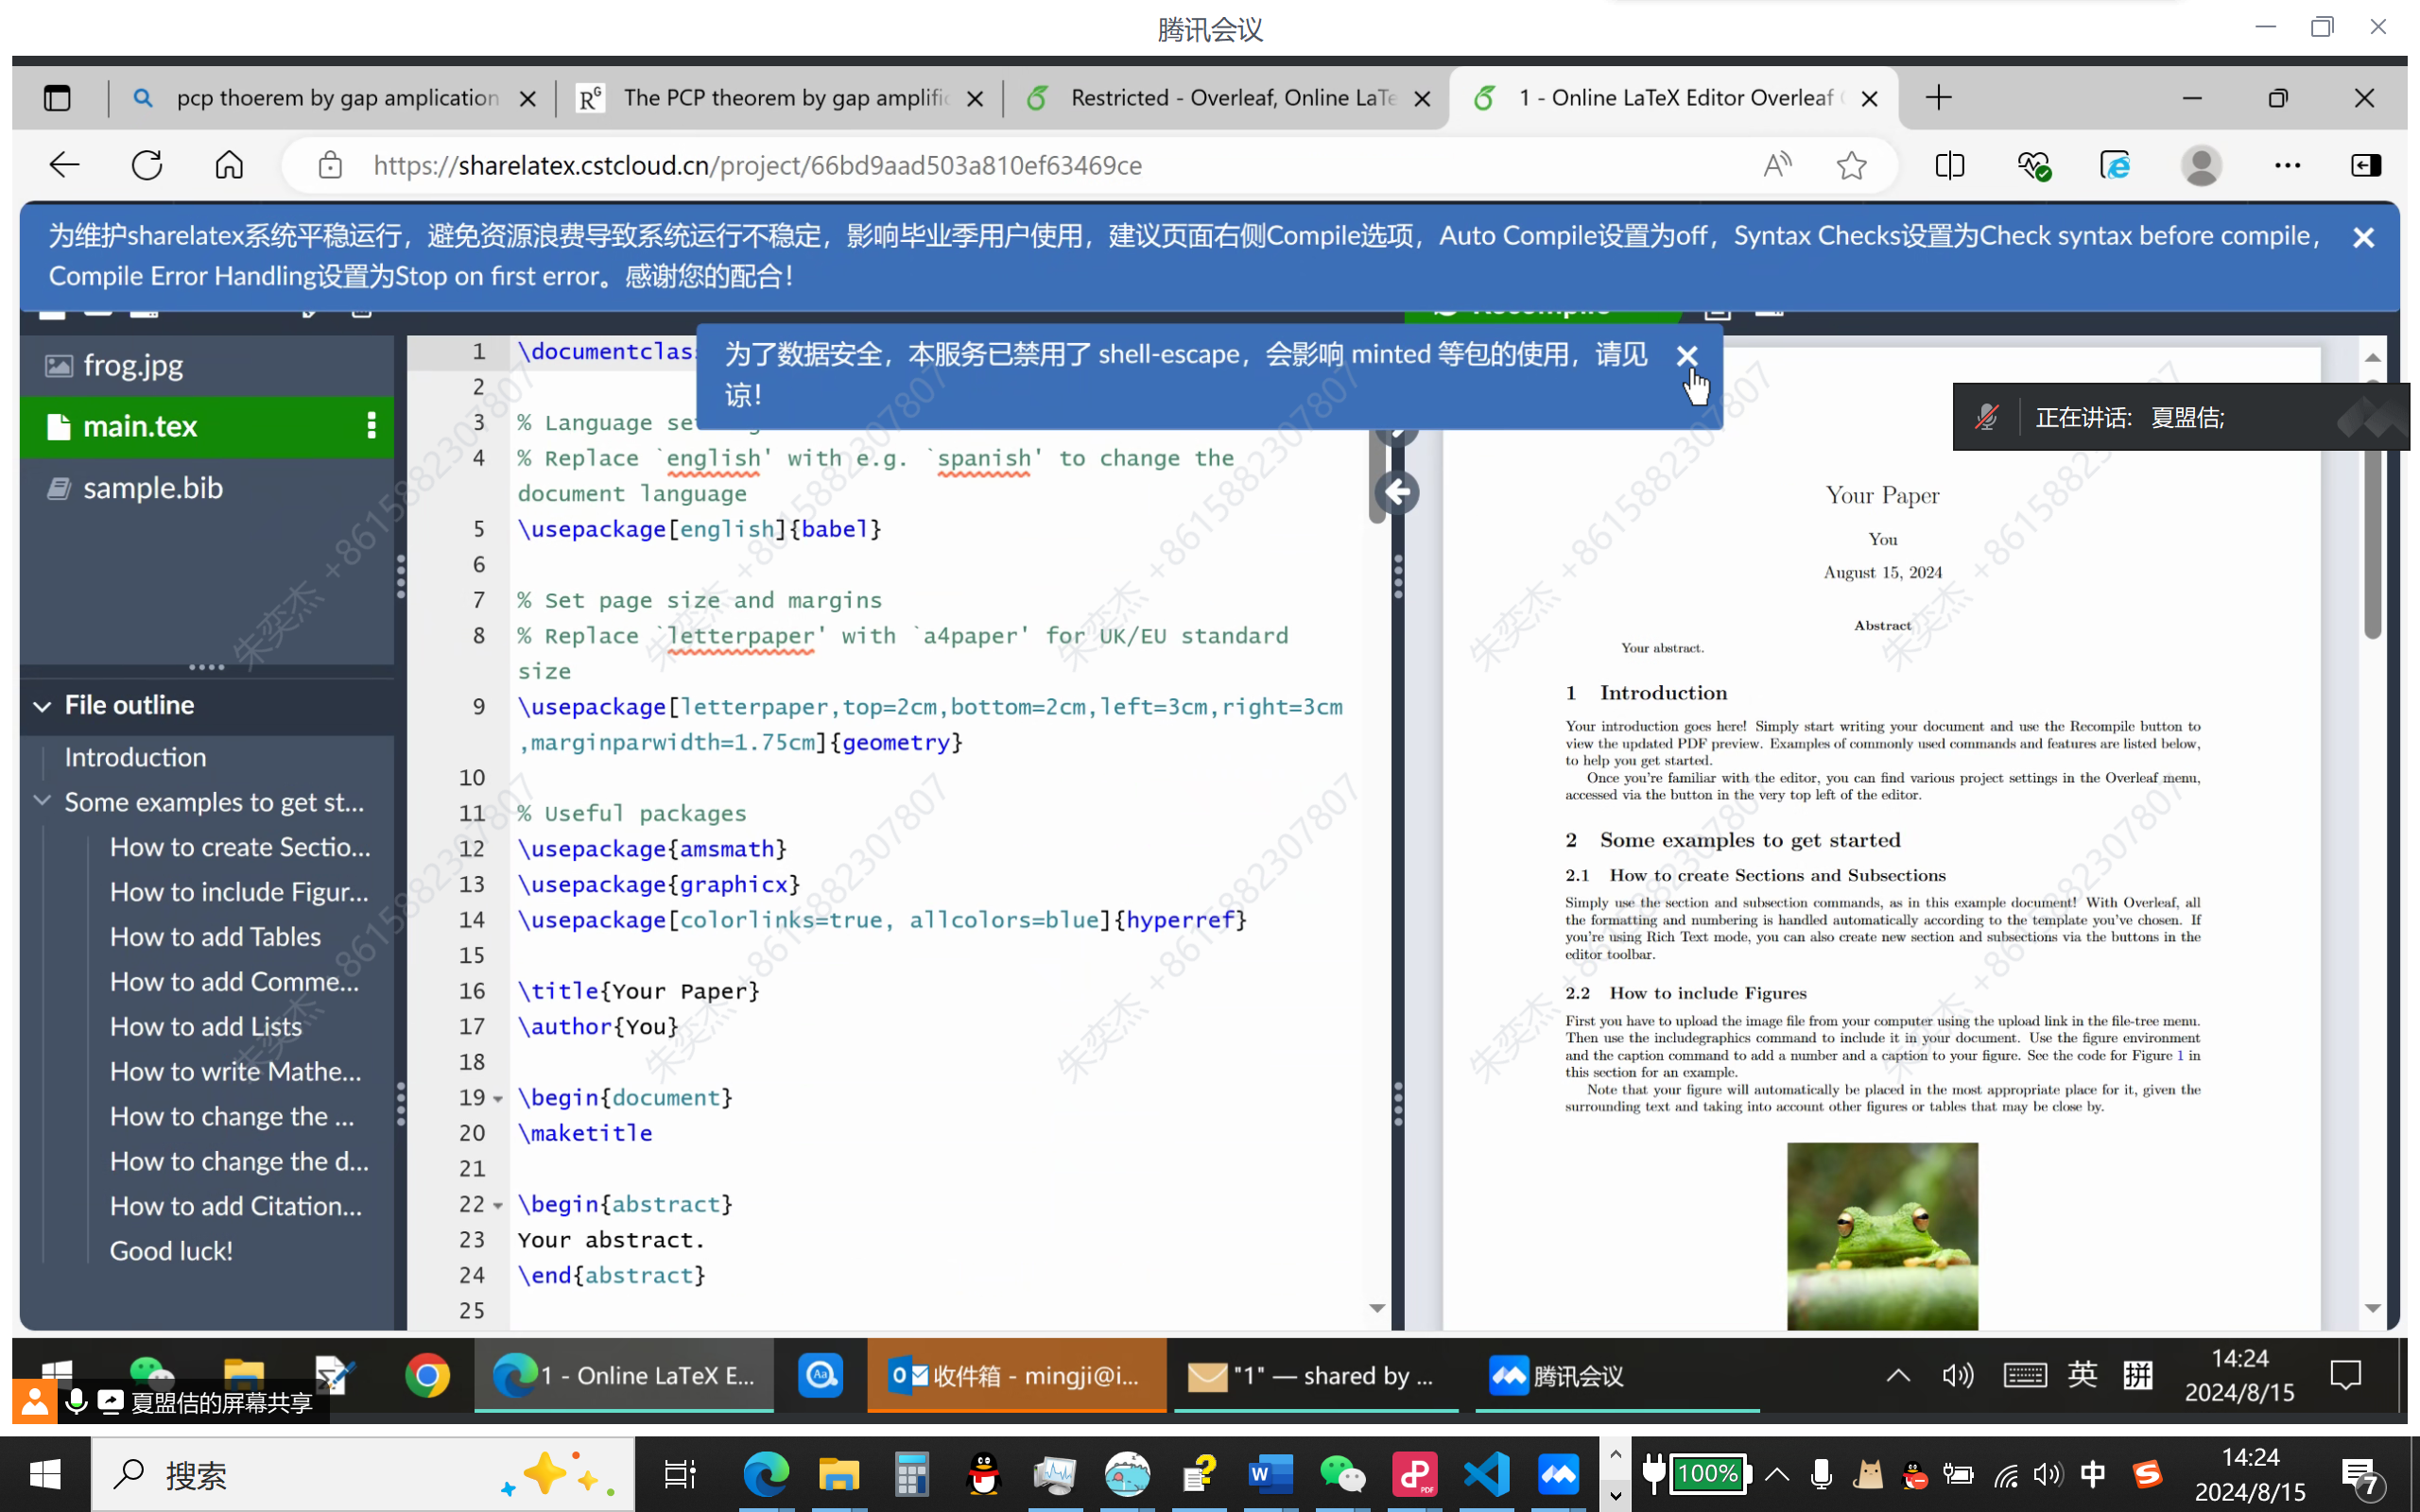 腾讯会议
pcp thoerem by gap amplication
The PCP theorem by gap amplific
Restricted - Overleaf, Online LaTe
1 - Online LaTeX Editor Overleaf
https://sharelatex.cstcloud.cn/project/66bd9aad503a810ef63469ce
为维护sharelatex系统平稳运行，避免资源浪费导致系统运行不稳定，影响毕业季用户使用，建议页面右侧Compile选项，Auto Compile设置为off，Syntax Checks设置为Check syntax before compile，
Compile Error Handling设置为Stop on first error。感谢您的配合！
为了数据安全，本服务已禁用了 shell-escape，会影响 minted 等包的使用，请见
谅！
正在讲话: 夏盟佶;
frog.jpg
main.tex
sample.bib
File outline
Introduction
Some examples to get st...
How to create Sectio...
How to include Figur...
How to add Tables
How to add Comme...
How to add Lists
How to write Mathe...
How to change the ...
How to change the d...
How to add Citation...
Good luck!
1 \documentclas
2
3 % Language se
4 % Replace `english' with e.g. `spanish' to change the
document language
5 \usepackage[english]{babel}
6
7 % Set page size and margins
8 % Replace `letterpaper' with `a4paper' for UK/EU standard
size
9 \usepackage[letterpaper,top=2cm,bottom=2cm,left=3cm,right=3cm
,marginparwidth=1.75cm]{geometry}
10
11 % Useful packages
12 \usepackage{amsmath}
13 \usepackage{graphicx}
14 \usepackage[colorlinks=true, allcolors=blue]{hyperref}
15
16 \title{Your Paper}
17 \author{You}
18
19 \begin{document}
20 \maketitle
21
22 \begin{abstract}
23 Your abstract.
24 \end{abstract}
25
Your Paper
You
August 15, 2024
Abstract
Your abstract.
1 Introduction
Your introduction goes here! Simply start writing your document and use the Recompile button to
view the updated PDF preview. Examples of commonly used commands and features are listed below,
to help you get started.
Once you're familiar with the editor, you can find various project settings in the Overleaf menu,
accessed via the button in the very top left of the editor.
2 Some examples to get started
2.1 How to create Sections and Subsections
Simply use the section and subsection commands, as in this example document! With Overleaf, all
the formatting and numbering is handled automatically according to the template you've chosen. If
you're using Rich Text mode, you can also create new section and subsections via the buttons in the
editor toolbar.
2.2 How to include Figures
First you have to upload the image file from your computer using the upload link in the file-tree menu.
Then use the includegraphics command to include it in your document. Use the figure environment
and the caption command to add a number and a caption to your figure. See the code for Figure 1 in
this section for an example.
Note that your figure will automatically be placed in the most appropriate place for it, given the
surrounding text and taking into account other figures or tables that may be close by.
朱奕杰 +8615882307807
1 - Online LaTeX E...
收件箱 - mingji@i...
"1" — shared by ...
腾讯会议
英
拼
14:24
2024/8/15
夏盟佶的屏幕共享
搜索
100%
中
14:24
2024/8/15
7